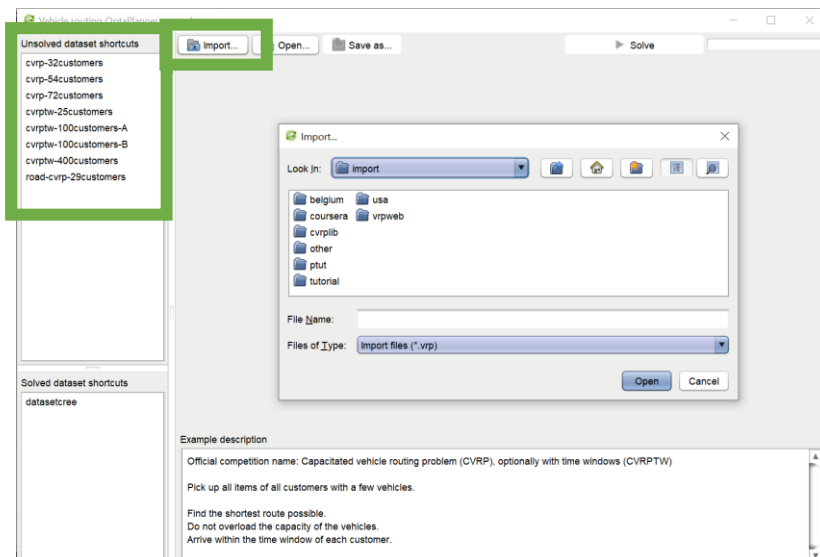 Vehicle routing OptaPlanner
Unsolved dataset shortcuts
Import...
Open...
Save as...
Solve
cvrp-32customers
cvrp-54customers
cvrp-72customers
cvrptw-25customers
cvrptw-100customers-A
cvrptw-100customers-B
cvrptw-400customers
road-cvrp-29customers
Import...
Look In:
import
belgium
usa
coursera
vrpweb
cvrplib
other
ptut
tutorial
File Name:
Files of Type:
Import files (*.vrp)
Open
Cancel
Solved dataset shortcuts
datasetcree
Example description
Official competition name: Capacitated vehicle routing problem (CVRP), optionally with time windows (CVRPTW)
Pick up all items of all customers with a few vehicles.
Find the shortest route possible.
Do not overload the capacity of the vehicles.
Arrive within the time window of each customer.